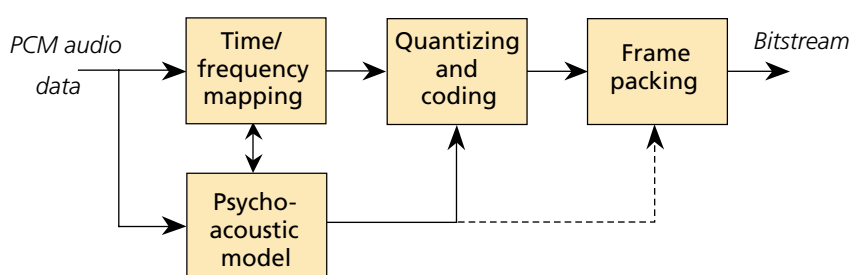 PCM audio
data
Time/
frequency
mapping
Quantizing
and
coding
Frame
packing
Bitstream
Psycho-
acoustic
model